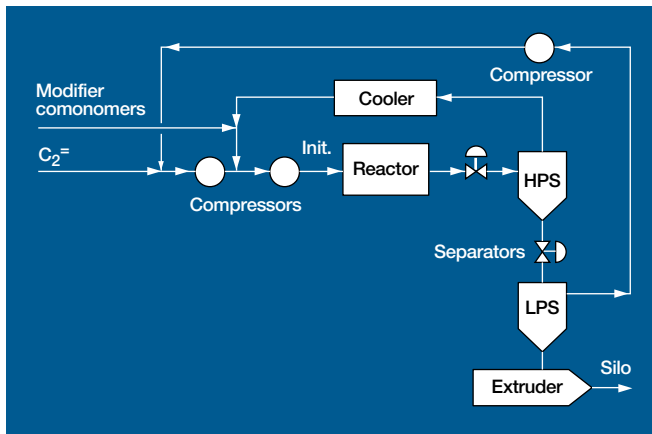 Compressor
Modifier
comonomers
Cooler
Init.
C₂=
Reactor
HPS
Compressors
Separators
LPS
Silo
Extruder